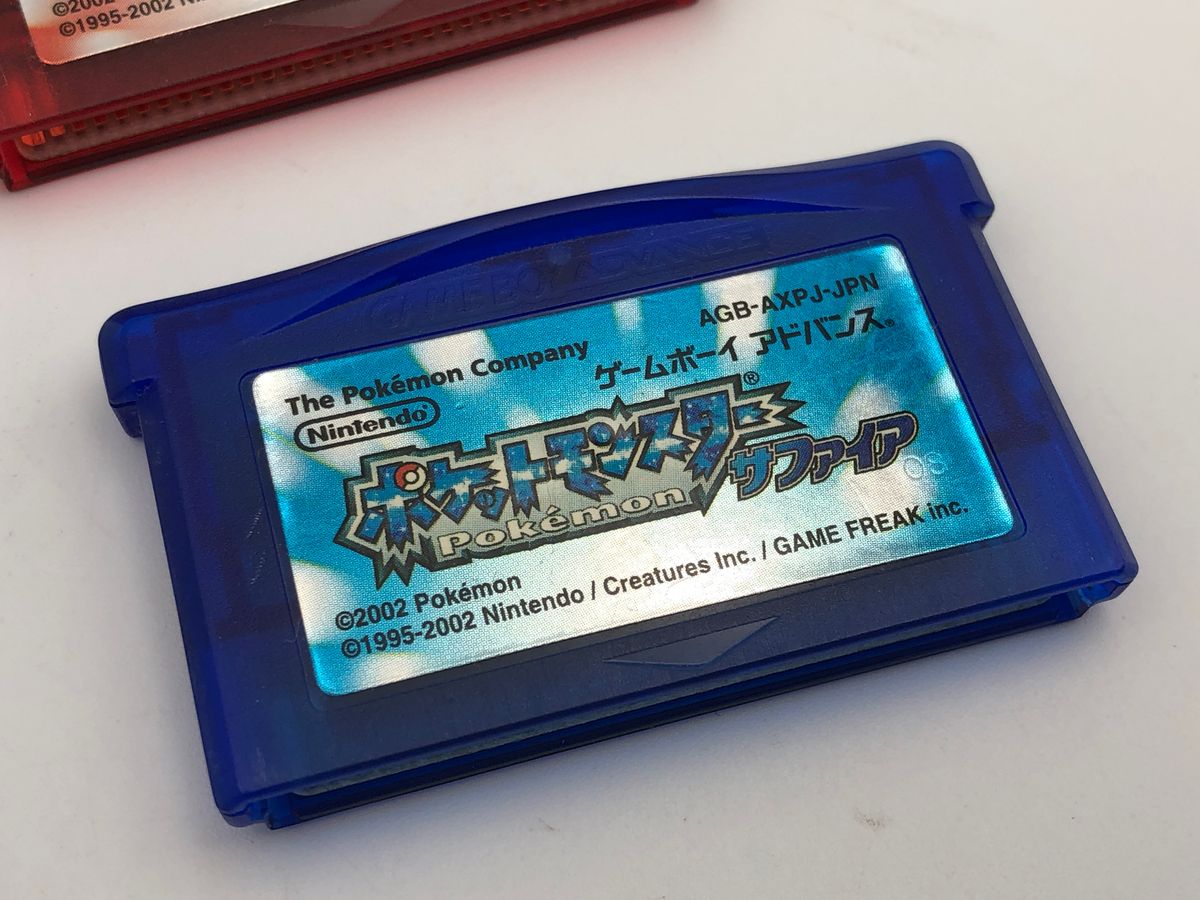 ©2002
©1995-2002
GAME BOY ADVANCE
AGB-AXPJ-JPN
The Pokémon Company
ゲームボーイ アドバンス®
Nintendo®
ポケットモンスター®
サファイア
Pokémon
05
©2002 Pokémon
©1995-2002 Nintendo / Creatures Inc. / GAME FREAK inc.